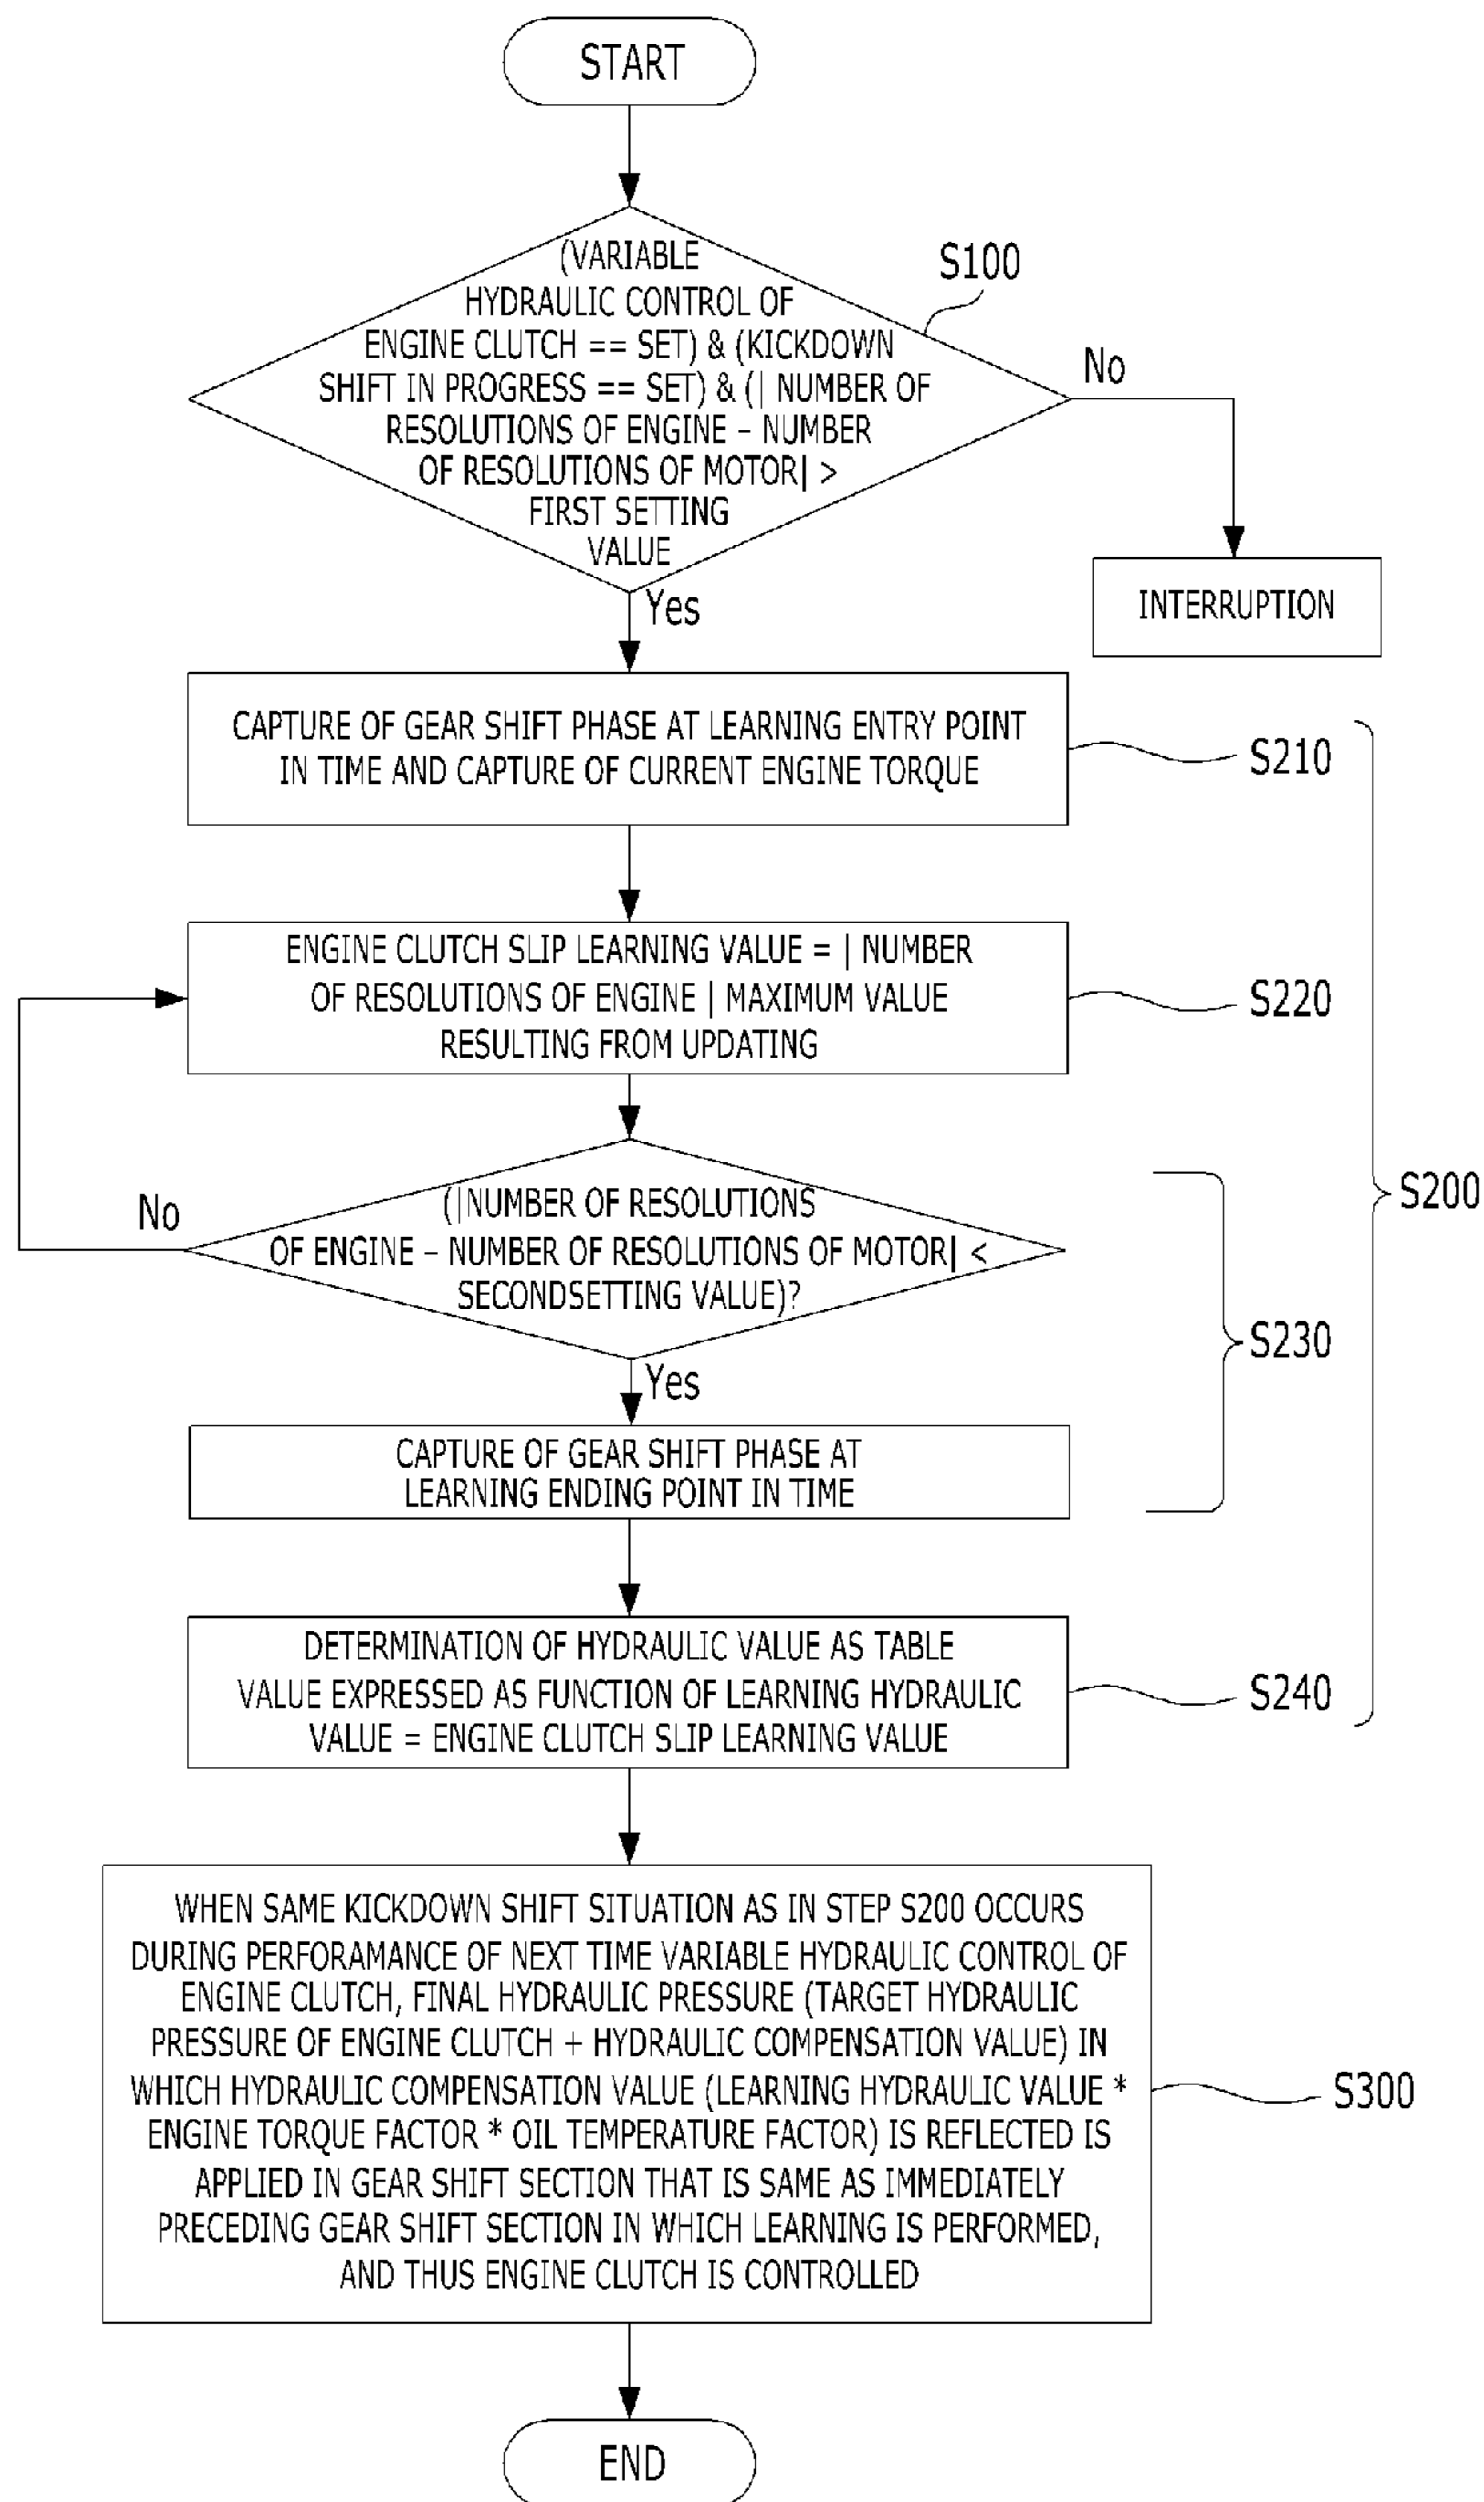 START
(VARIABLE
HYDRAULIC CONTROL OF
ENGINE CLUTCH == SET) & (KICKDOWN
SHIFT IN PROGRESS == SET) & (| NUMBER OF
RESOLUTIONS OF ENGINE – NUMBER
OF RESOLUTIONS OF MOTOR| >
FIRST SETTING
VALUE
S100
No
INTERRUPTION
Yes
CAPTURE OF GEAR SHIFT PHASE AT LEARNING ENTRY POINT
IN TIME AND CAPTURE OF CURRENT ENGINE TORQUE
S210
ENGINE CLUTCH SLIP LEARNING VALUE = | NUMBER
OF RESOLUTIONS OF ENGINE | MAXIMUM VALUE
RESULTING FROM UPDATING
S220
S200
No
(|NUMBER OF RESOLUTIONS
OF ENGINE – NUMBER OF RESOLUTIONS OF MOTOR| <
SECONDSETTING VALUE)?
S230
Yes
CAPTURE OF GEAR SHIFT PHASE AT
LEARNING ENDING POINT IN TIME
DETERMINATION OF HYDRAULIC VALUE AS TABLE
VALUE EXPRESSED AS FUNCTION OF LEARNING HYDRAULIC
VALUE = ENGINE CLUTCH SLIP LEARNING VALUE
S240
WHEN SAME KICKDOWN SHIFT SITUATION AS IN STEP S200 OCCURS
DURING PERFORAMANCE OF NEXT TIME VARIABLE HYDRAULIC CONTROL OF
ENGINE CLUTCH, FINAL HYDRAULIC PRESSURE (TARGET HYDRAULIC
PRESSURE OF ENGINE CLUTCH + HYDRAULIC COMPENSATION VALUE) IN
WHICH HYDRAULIC COMPENSATION VALUE (LEARNING HYDRAULIC VALUE *
ENGINE TORQUE FACTOR * OIL TEMPERATURE FACTOR) IS REFLECTED IS
APPLIED IN GEAR SHIFT SECTION THAT IS SAME AS IMMEDIATELY
PRECEDING GEAR SHIFT SECTION IN WHICH LEARNING IS PERFORMED,
AND THUS ENGINE CLUTCH IS CONTROLLED
S300
END